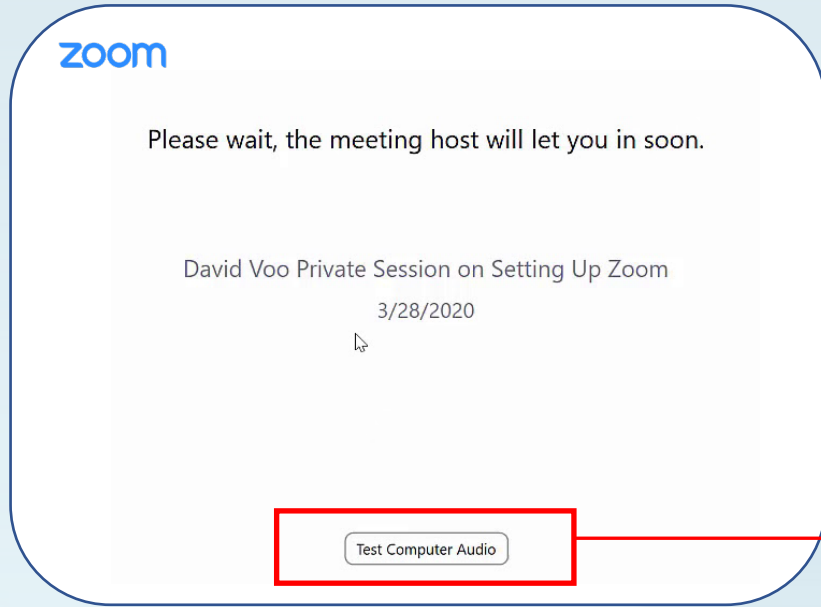 zoom
Please wait, the meeting host will let you in soon.
David Voo Private Session on Setting Up Zoom
3/28/2020
Test Computer Audio